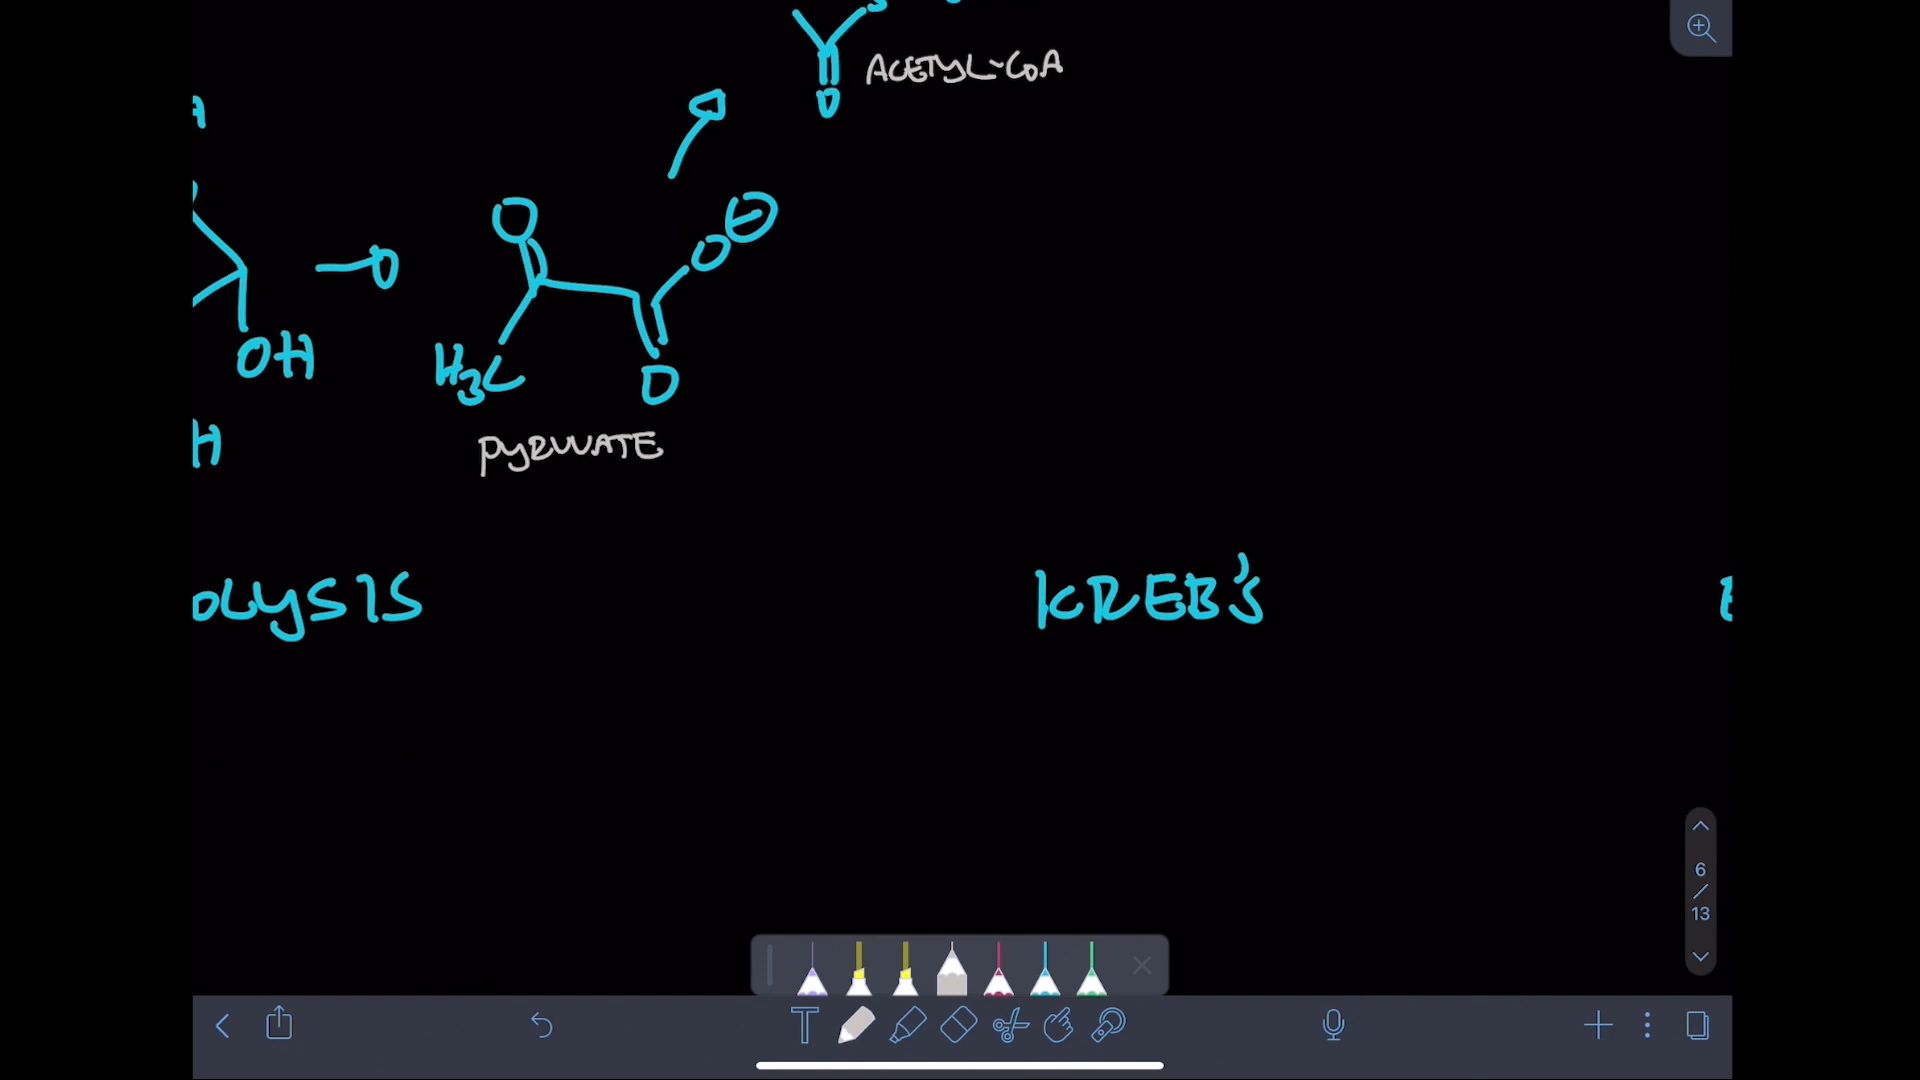 ACETYL-COA
O
O
O
⊖
OH
H3C
O
H
PYRUVATE
OLYSIS
KREB'S
6
/
13
T